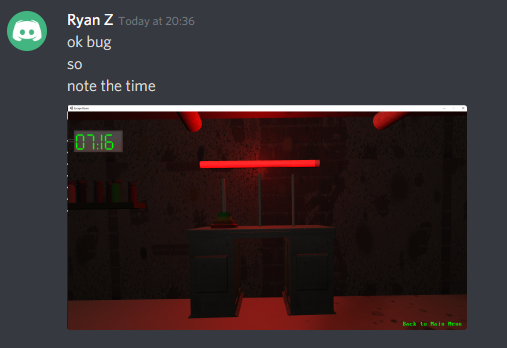 Ryan Z Today at 20:36
ok bug
so
note the time
07:16
Back to Main Menu